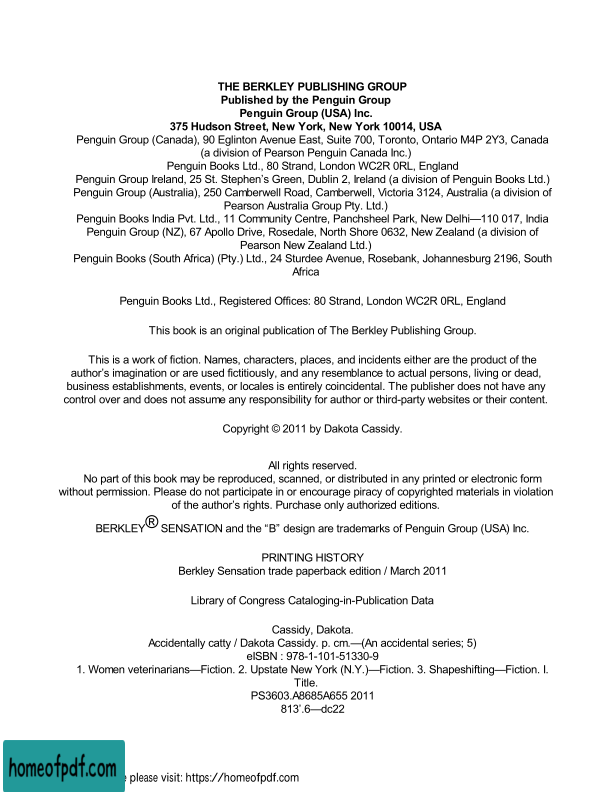 THE BERKLEY PUBLISHING GROUP
Published by the Penguin Group
Penguin Group (USA) Inc.
375 Hudson Street, New York, New York 10014, USA
Penguin Group (Canada), 90 Eglinton Avenue East, Suite 700, Toronto, Ontario M4P 2Y3, Canada
(a division of Pearson Penguin Canada Inc.)
Penguin Books Ltd., 80 Strand, London WC2R 0RL, England
Penguin Group Ireland, 25 St. Stephen's Green, Dublin 2, Ireland (a division of Penguin Books Ltd.)
Penguin Group (Australia), 250 Camberwell Road, Camberwell, Victoria 3124, Australia (a division of
Pearson Australia Group Pty. Ltd.)
Penguin Books India Pvt. Ltd., 11 Community Centre, Panchsheel Park, New Delhi—110 017, India
Penguin Group (NZ), 67 Apollo Drive, Rosedale, North Shore 0632, New Zealand (a division of
Pearson New Zealand Ltd.)
Penguin Books (South Africa) (Pty.) Ltd., 24 Sturdee Avenue, Rosebank, Johannesburg 2196, South
Africa
Penguin Books Ltd., Registered Offices: 80 Strand, London WC2R 0RL, England
This book is an original publication of The Berkley Publishing Group.
This is a work of fiction. Names, characters, places, and incidents either are the product of the
author's imagination or are used fictitiously, and any resemblance to actual persons, living or dead,
business establishments, events, or locales is entirely coincidental. The publisher does not have any
control over and does not assume any responsibility for author or third-party websites or their content.
Copyright © 2011 by Dakota Cassidy.
All rights reserved.
No part of this book may be reproduced, scanned, or distributed in any printed or electronic form
without permission. Please do not participate in or encourage piracy of copyrighted materials in violation
of the author's rights. Purchase only authorized editions.
BERKLEY® SENSATION and the “B” design are trademarks of Penguin Group (USA) Inc.
PRINTING HISTORY
Berkley Sensation trade paperback edition / March 2011
Library of Congress Cataloging-in-Publication Data
Cassidy, Dakota.
Accidentally catty / Dakota Cassidy. p. cm.—(An accidental series; 5)
eISBN : 978-1-101-51330-9
1. Women veterinarians—Fiction. 2. Upstate New York (N.Y.)—Fiction. 3. Shapeshifting—Fiction. I.
Title.
PS3603.A8685A655 2011
813'.6—dc22
homeofpdf.com
please visit: https://homeofpdf.com